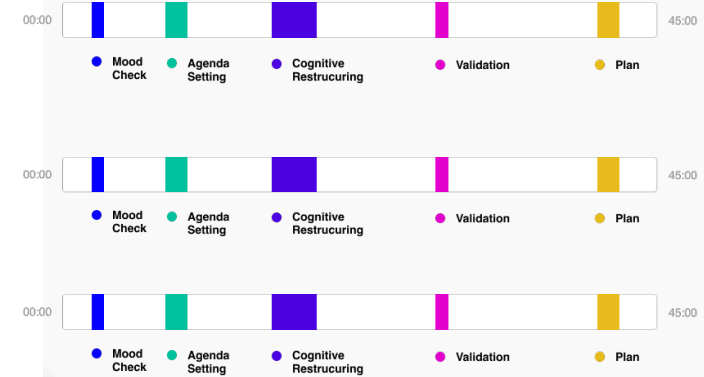 00:00
45:00
Mood
Check
Agenda
Setting
Cognitive
Restrucuring
Validation
Plan
00:00
45:00
Mood
Check
Agenda
Setting
Cognitive
Restrucuring
Validation
Plan
00:00
45:00
Mood
Check
Agenda
Setting
Cognitive
Restrucuring
Validation
Plan